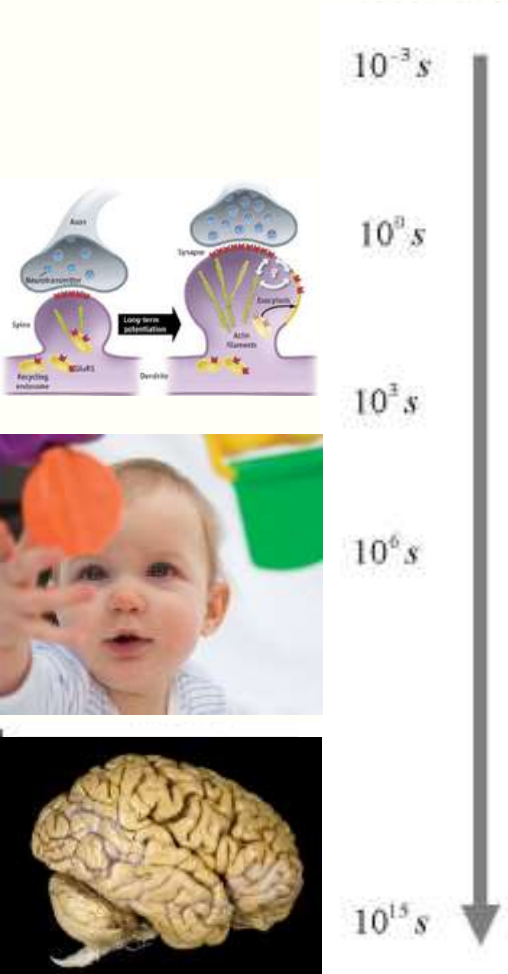 10⁻³ s
Axon
10⁰ s
Synapse
Neurotransmitter
Exocytosis
Spine
Long-term
potentiation
Actin
filaments
GluR1
Dendrite
Recycling
endosome
10³ s
10⁶ s
10¹⁵ s